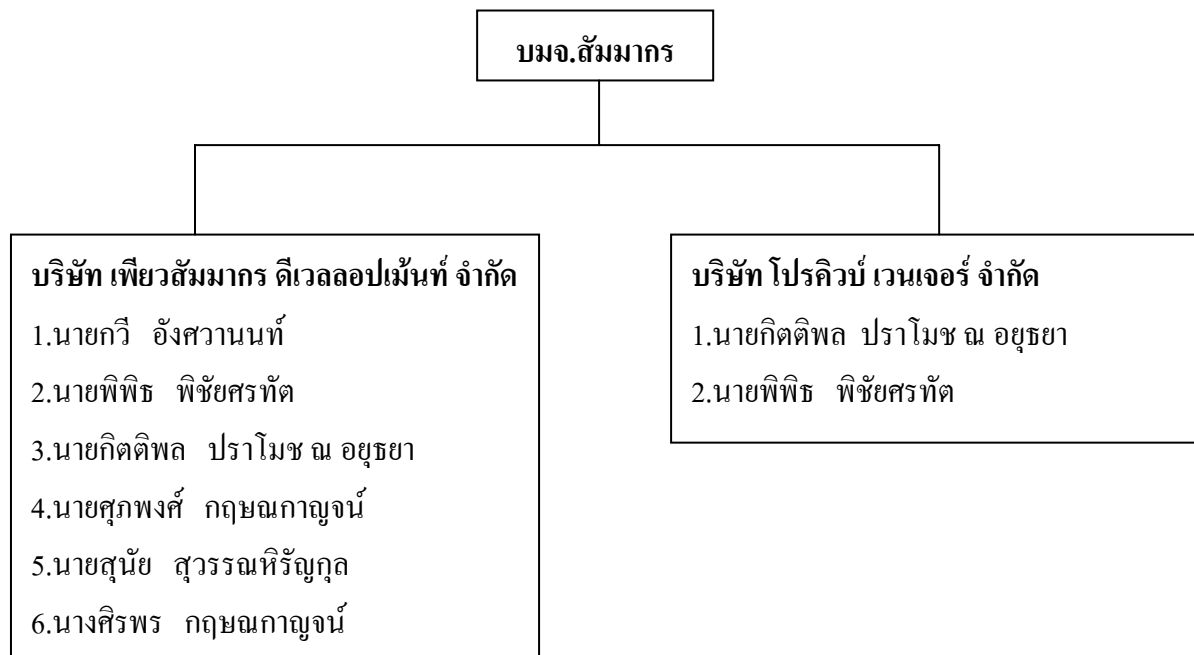 บมจ.สัมมากร
บริษัท เพียวสัมมากร ดีเวลลอปเม้นท์ จำกัด
1.นายกวี อังศวานนท์
2.นายพิพิธ พิชัยศรทัต
3.นายกิตติพล ปราโมช ณ อยุธยา
4.นายศุภพงศ์ กฤษณกาญจน์
5.นายสุนัย สุวรรณหิรัญกุล
6.นางศิรพร กฤษณกาญจน์
บริษัท โปรคิวบ์ เวนเจอร์ จำกัด
1.นายกิตติพล ปราโมช ณ อยุธยา
2.นายพิพิธ พิชัยศรทัต